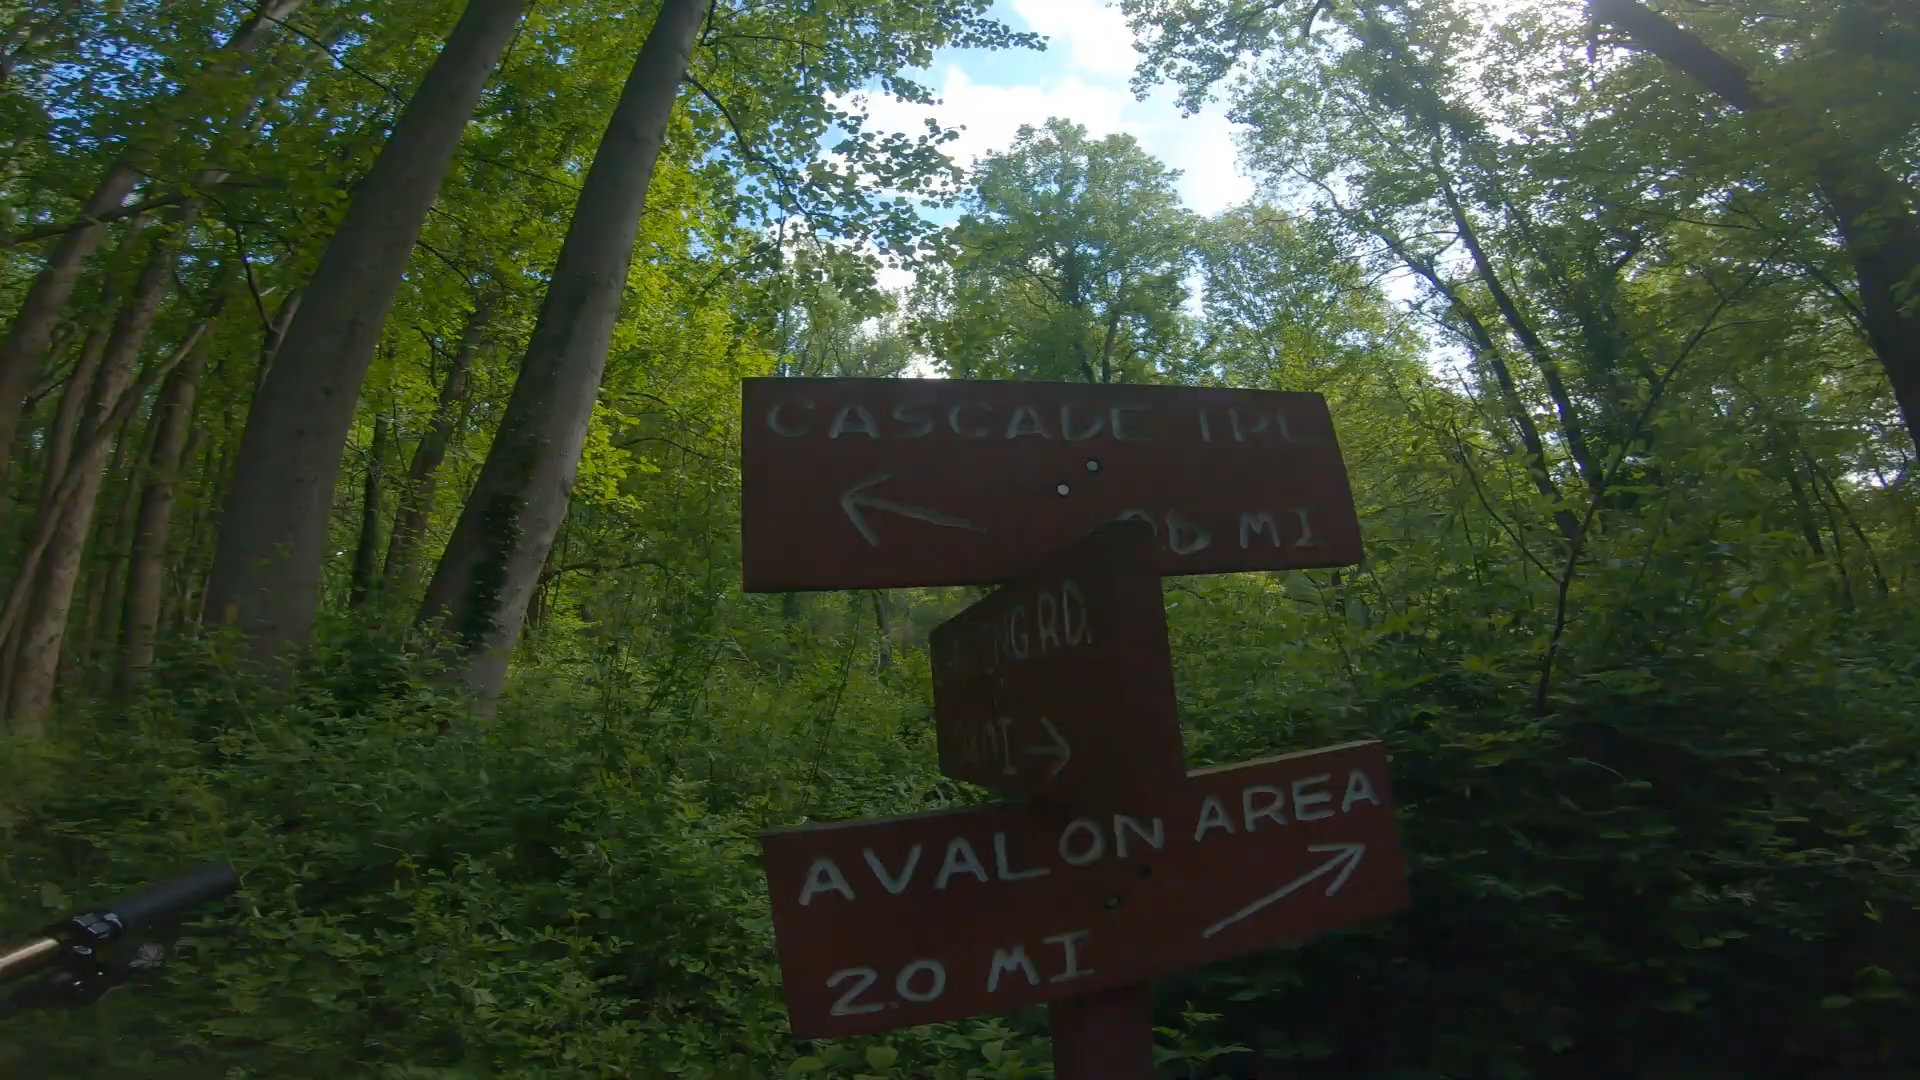 CASCADE TRL
MI
RD.
AVALON AREA
2.0 MI